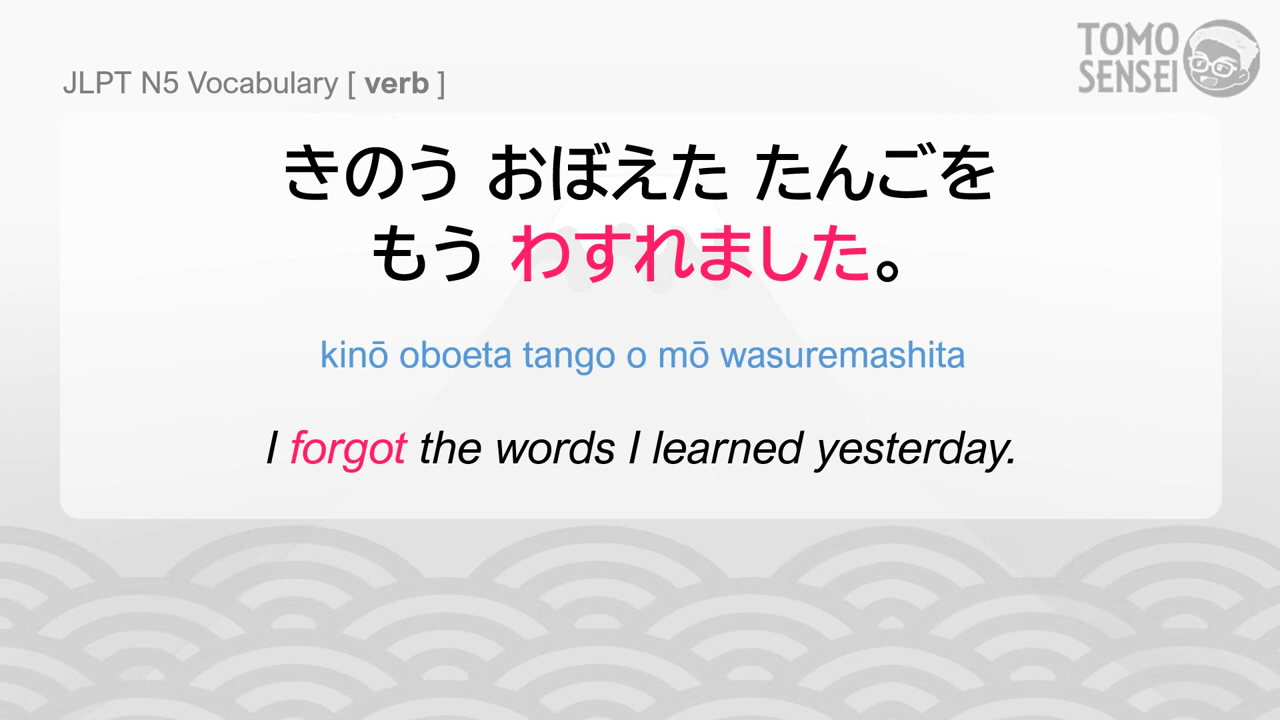 TOMO
SENSEI
JLPT N5 Vocabulary [ verb ]
きのう おぼえた たんごを
もう わすれました。
kinō oboeta tango o mō wasuremashita
I forgot the words I learned yesterday.